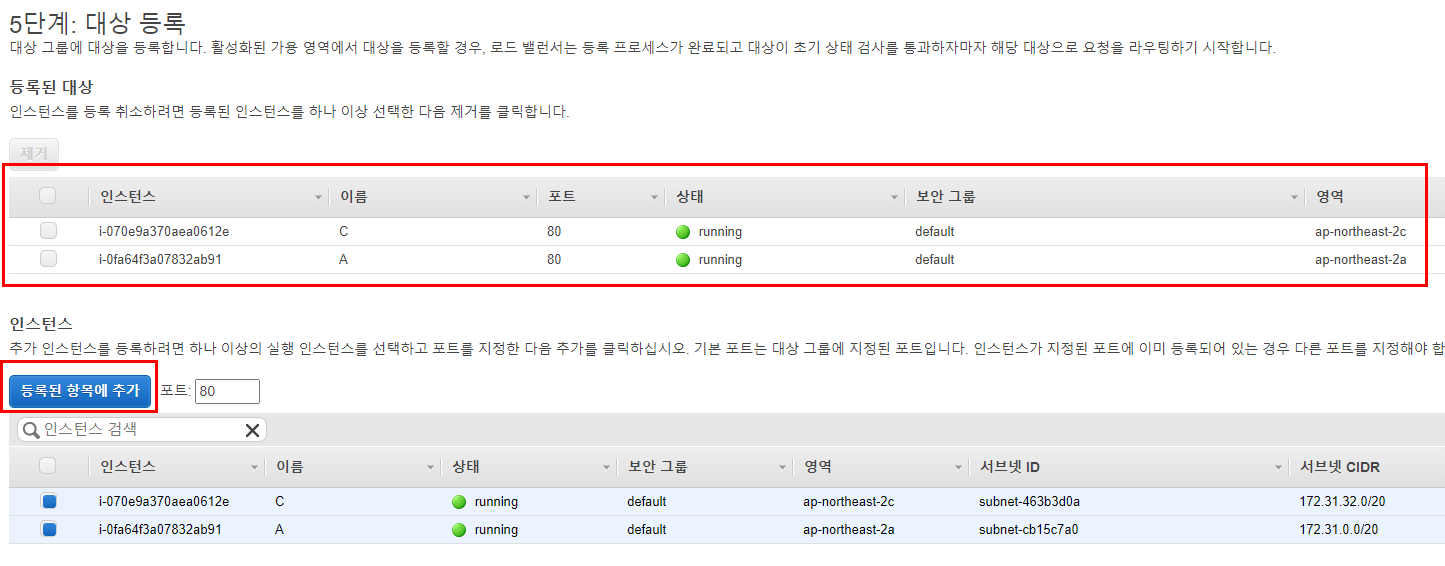 5단계: 대상 등록
대상 그룹에 대상을 등록합니다. 활성화된 가용 영역에서 대상을 등록할 경우, 로드 밸런서는 등록 프로세스가 완료되고 대상이 초기 상태 검사를 통과하자마자 해당 대상으로 요청을 라우팅하기 시작합니다.
등록된 대상
인스턴스를 등록 취소하려면 등록된 인스턴스를 하나 이상 선택한 다음 제거를 클릭합니다.
제거
인스턴스 이름 포트 상태 보안 그룹 영역
i-070e9a370aea0612e C 80 running default ap-northeast-2c
i-0fa64f3a07832ab91 A 80 running default ap-northeast-2a
인스턴스
추가 인스턴스를 등록하려면 하나 이상의 실행 인스턴스를 선택하고 포트를 지정한 다음 추가를 클릭하십시오. 기본 포트는 대상 그룹에 지정된 포트입니다. 인스턴스가 지정된 포트에 이미 등록되어 있는 경우 다른 포트를 지정해야 합
등록된 항목에 추가 포트: 80
인스턴스 검색
인스턴스 이름 상태 보안 그룹 영역 서브넷 ID 서브넷 CIDR
i-070e9a370aea0612e C running default ap-northeast-2c subnet-463b3d0a 172.31.32.0/20
i-0fa64f3a07832ab91 A running default ap-northeast-2a subnet-cb15c7a0 172.31.0.0/20